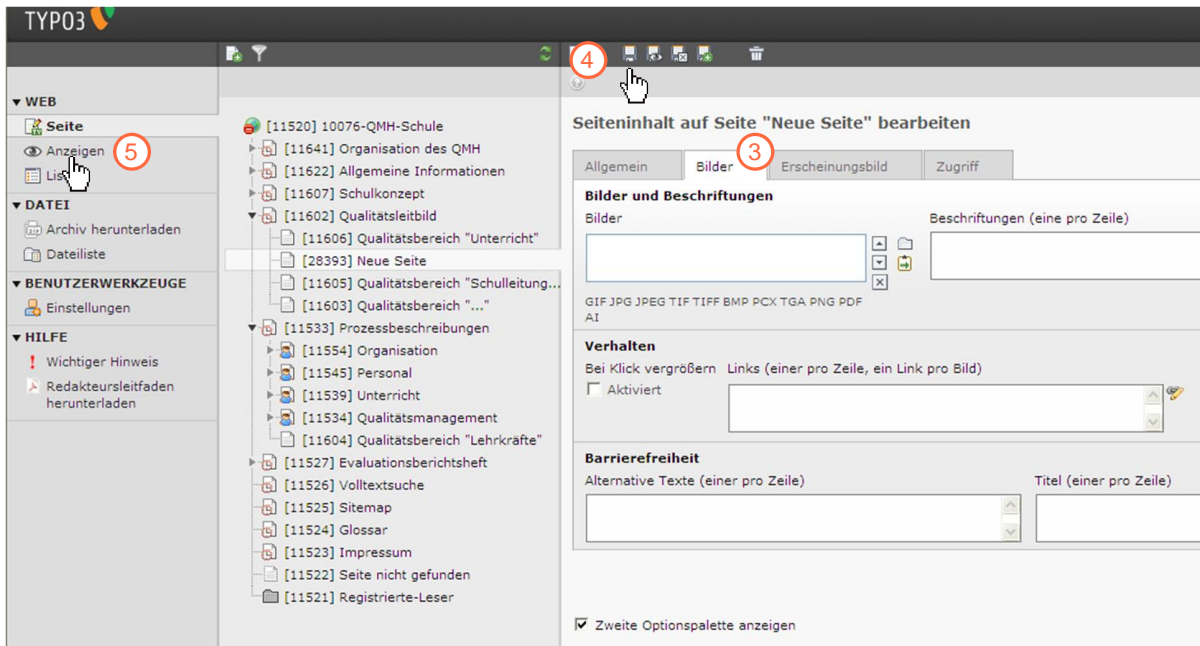 TYPO3
4
WEB
Seite
Anzeigen
5
DATEI
Archiv herunterladen
Dateiliste
BENUTZERWERKZEUGE
Einstellungen
HILFE
Wichtiger Hinweis
Redakteursleitfaden
herunterladen
[11520] 10076-QMH-Schule
[11641] Organisation des QMH
[11622] Allgemeine Informationen
[11607] Schulkonzept
[11602] Qualitätsleitbild
[11606] Qualitätsbereich "Unterricht"
[28393] Neue Seite
[11605] Qualitätsbereich "Schulleitung...
[11603] Qualitätsbereich "..."
[11533] Prozessbeschreibungen
[11554] Organisation
[11545] Personal
[11539] Unterricht
[11534] Qualitätsmanagement
[11604] Qualitätsbereich "Lehrkräfte"
[11527] Evaluationsberichtsheft
[11526] Volltextsuche
[11525] Sitemap
[11524] Glossar
[11523] Impressum
[11522] Seite nicht gefunden
[11521] Registrierte-Leser
Seiteninhalt auf Seite "Neue Seite" bearbeiten
Allgemein Bilder 3 Erscheinungsbild Zugriff
Bilder und Beschriftungen
Bilder Beschriftungen (eine pro Zeile)
GIF JPG JPEG TIF TIFF BMP PCX TGA PNG PDF
AI
Verhalten
Bei Klick vergrößern Links (einer pro Zeile, ein Link pro Bild)
Aktiviert
Barrierefreiheit
Alternative Texte (einer pro Zeile) Titel (einer pro Zeile)
Zweite Optionspalette anzeigen